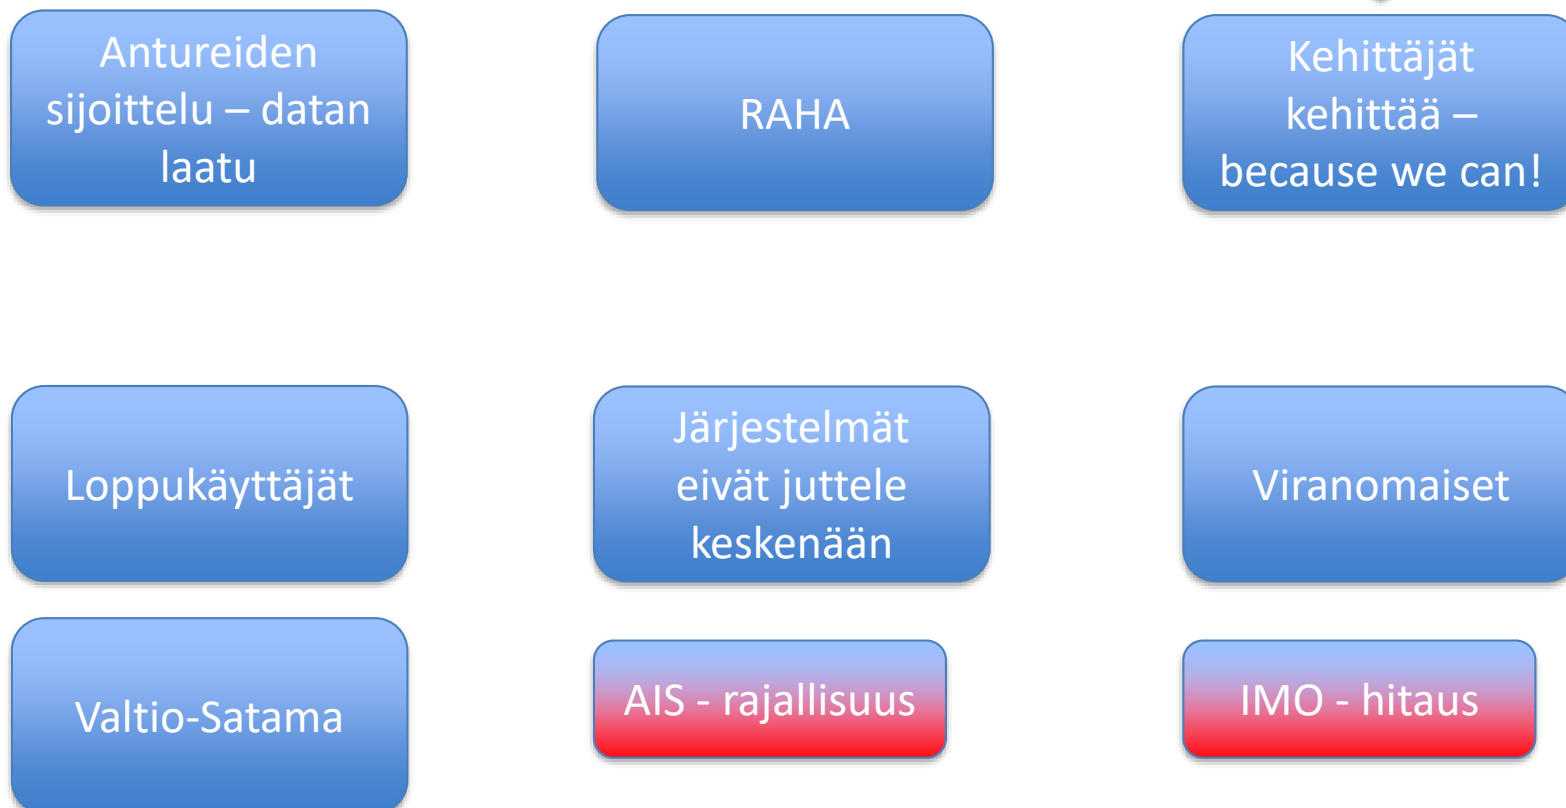 Antureiden
sijoittelu – datan
laatu
RAHA
Kehittäjät
kehittää –
because we can!
Loppukäyttäjät
Järjestelmät
eivät juttele
keskenään
Viranomaiset
Valtio-Satama
AIS - rajallisuus
IMO - hitaus